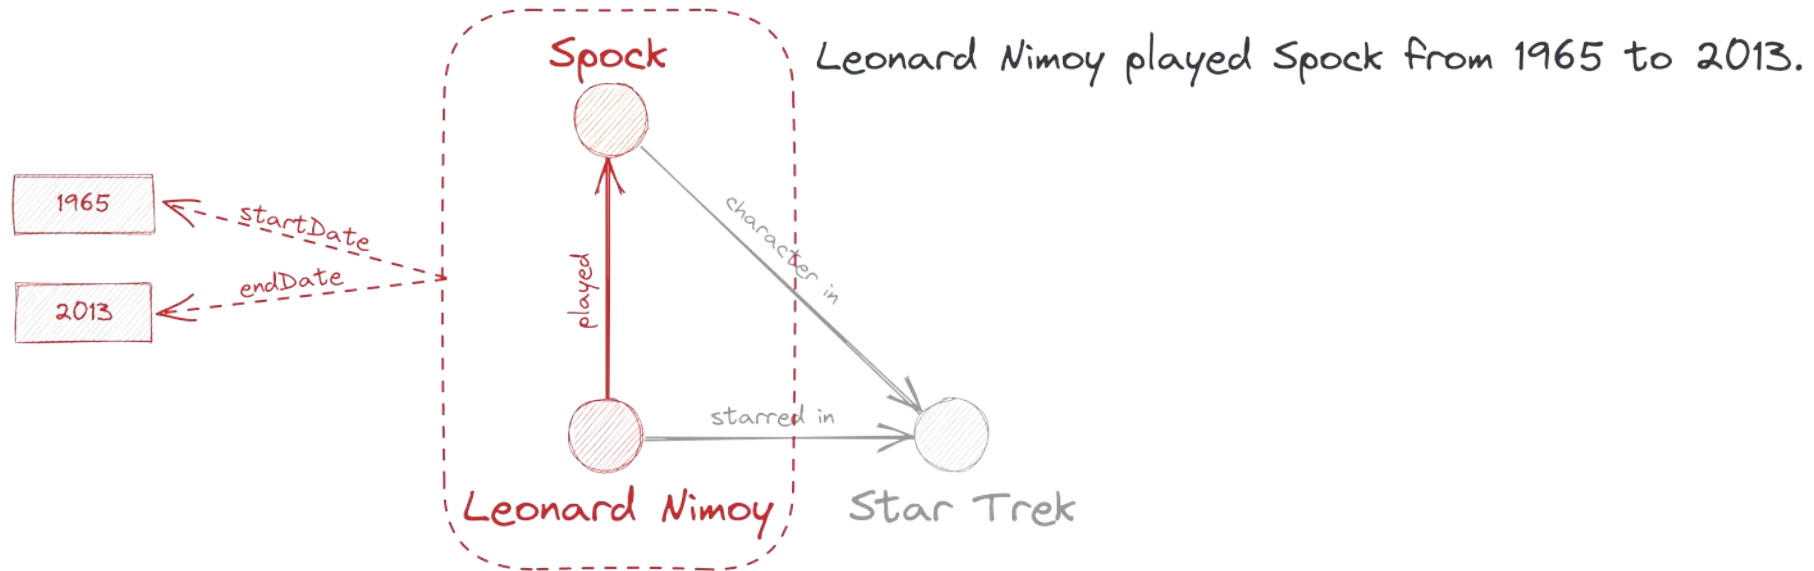 Spock
Leonard Nimoy played Spock from 1965 to 2013.
1965
startDate
character in
endDate
2013
played
starred in
Leonard Nimoy
Star Trek